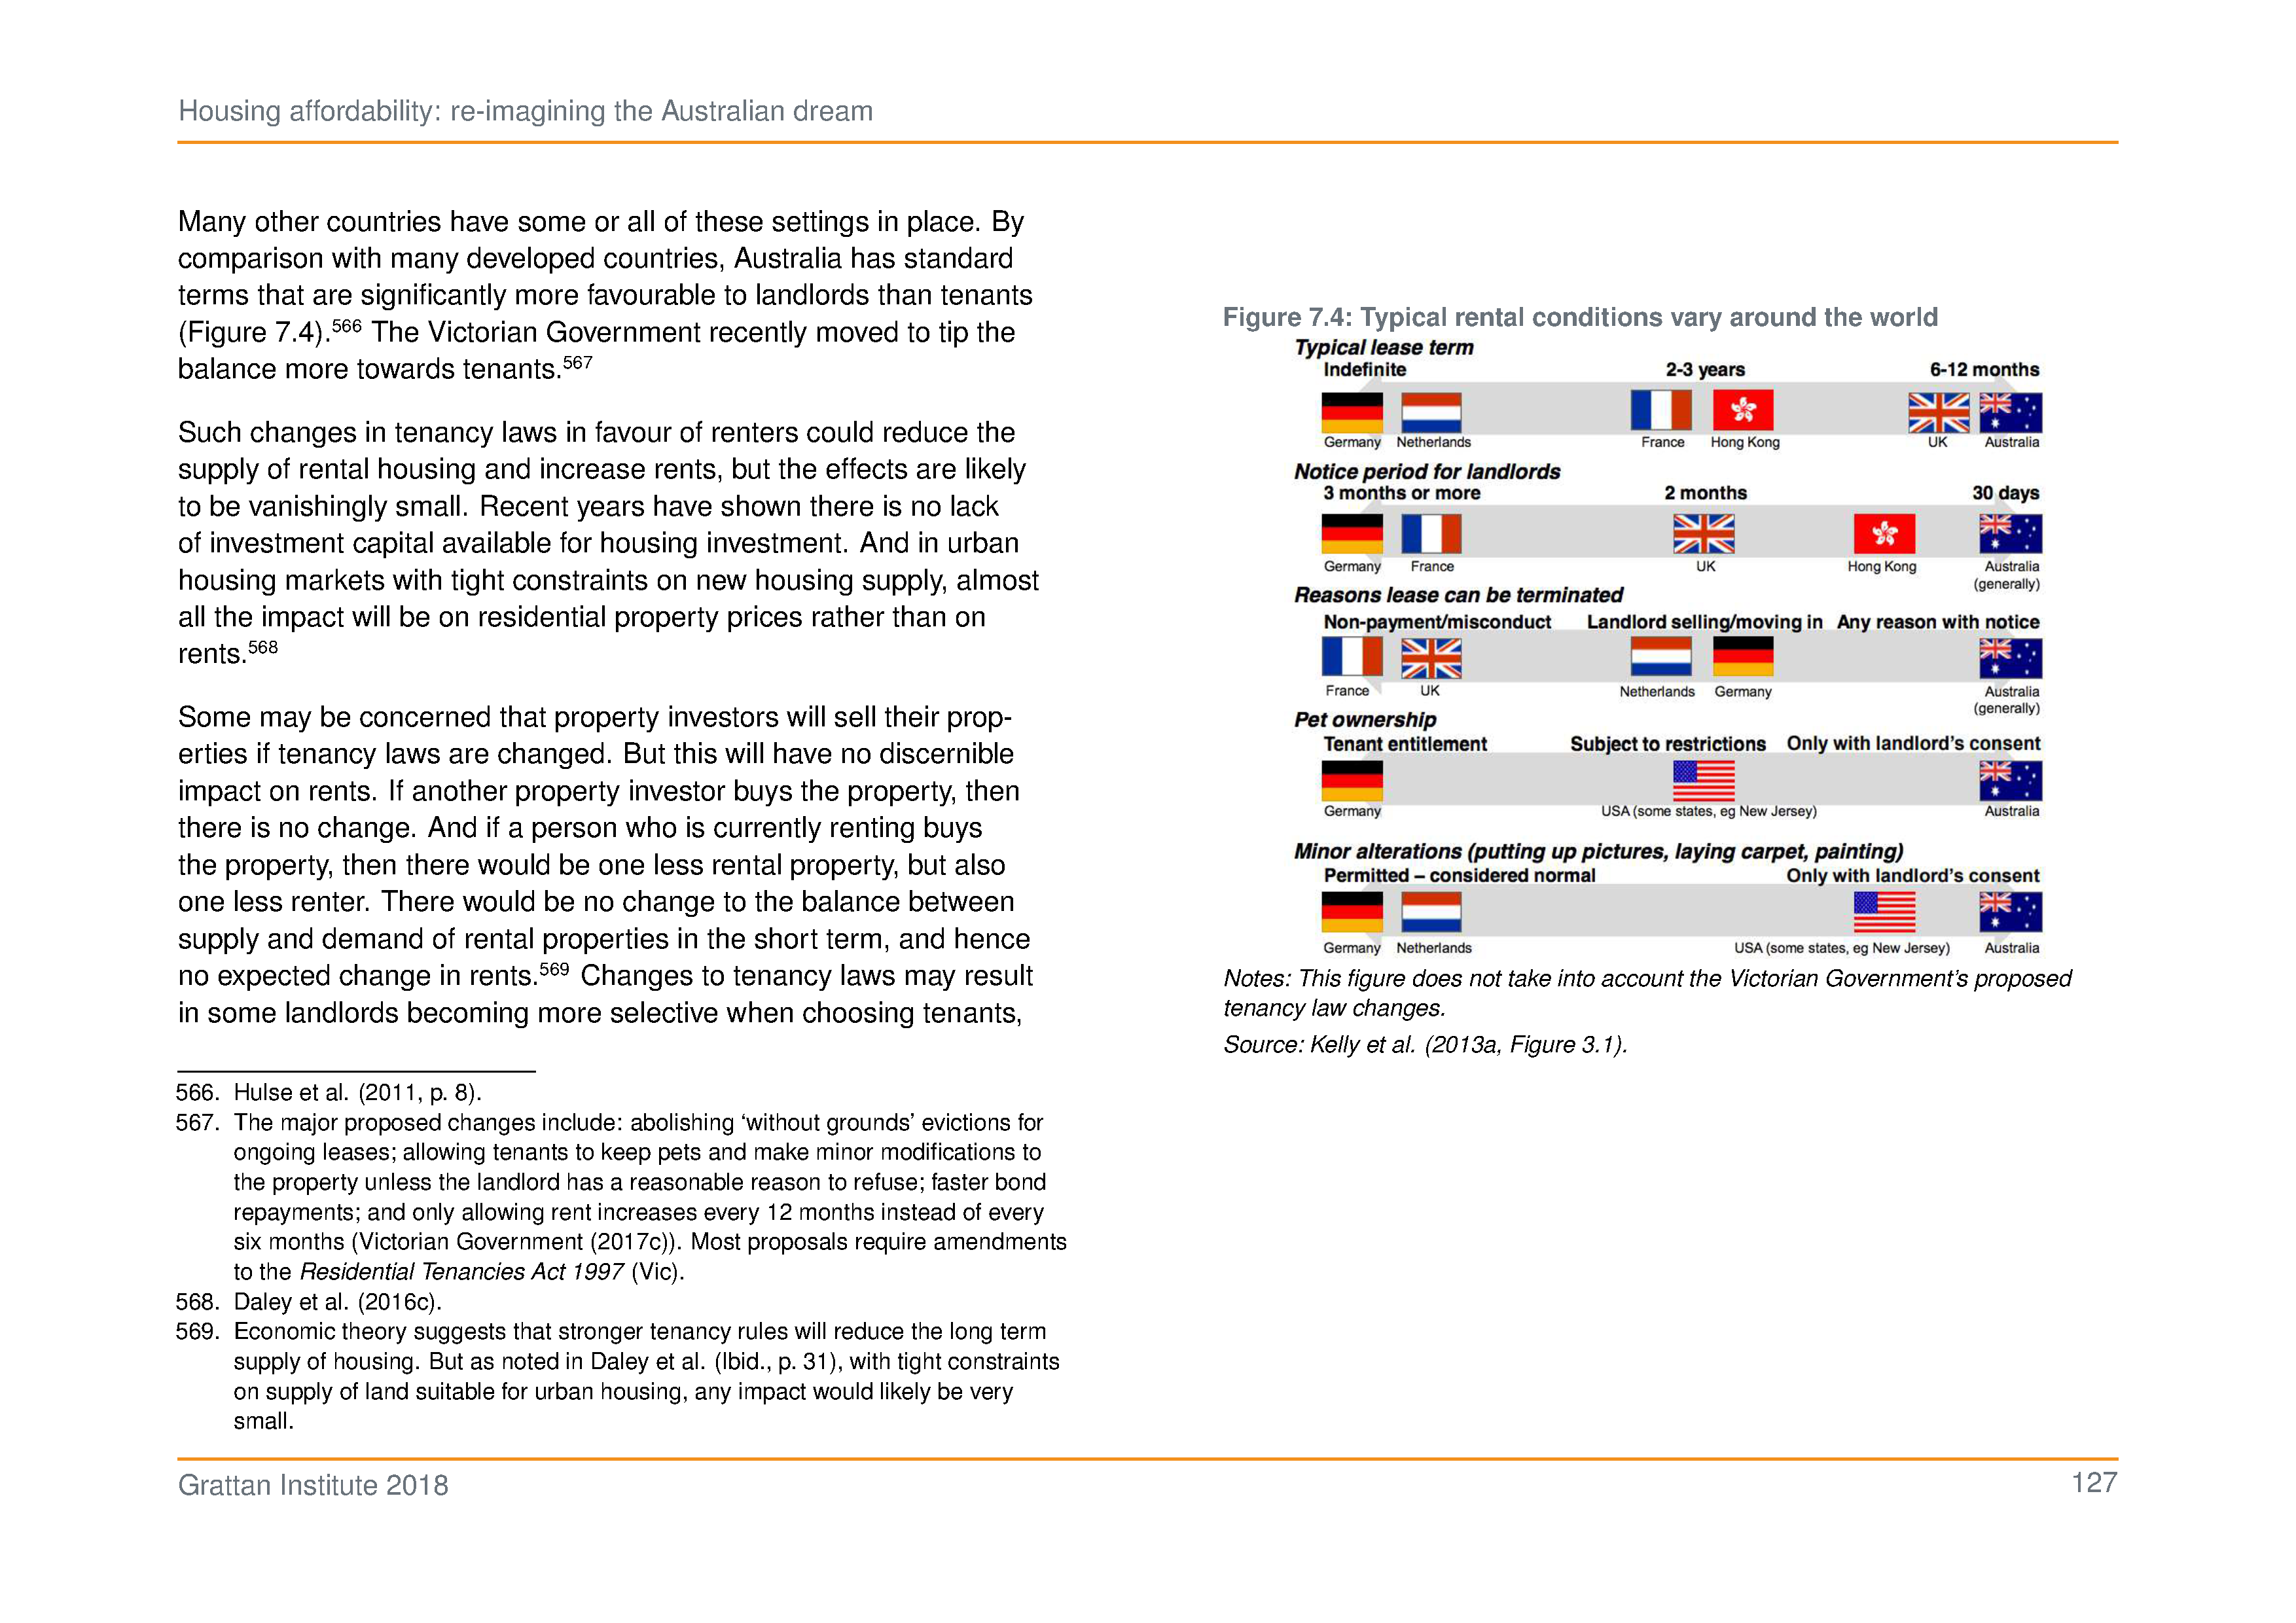 Housing affordability: re-imagining the Australian dream
Many other countries have some or all of these settings in place. By
comparison with many developed countries, Australia has standard
terms that are significantly more favourable to landlords than tenants
(Figure 7.4).566 The Victorian Government recently moved to tip the
balance more towards tenants.567
Such changes in tenancy laws in favour of renters could reduce the
supply of rental housing and increase rents, but the effects are likely
to be vanishingly small. Recent years have shown there is no lack
of investment capital available for housing investment. And in urban
housing markets with tight constraints on new housing supply, almost
all the impact will be on residential property prices rather than on
rents.568
Some may be concerned that property investors will sell their prop-
erties if tenancy laws are changed. But this will have no discernible
impact on rents. If another property investor buys the property, then
there is no change. And if a person who is currently renting buys
the property, then there would be one less rental property, but also
one less renter. There would be no change to the balance between
supply and demand of rental properties in the short term, and hence
no expected change in rents.569 Changes to tenancy laws may result
in some landlords becoming more selective when choosing tenants,
566. Hulse et al. (2011, p. 8).
567. The major proposed changes include: abolishing ‘without grounds’ evictions for
ongoing leases; allowing tenants to keep pets and make minor modifications to
the property unless the landlord has a reasonable reason to refuse; faster bond
repayments; and only allowing rent increases every 12 months instead of every
six months (Victorian Government (2017c)). Most proposals require amendments
to the Residential Tenancies Act 1997 (Vic).
568. Daley et al. (2016c).
569. Economic theory suggests that stronger tenancy rules will reduce the long term
supply of housing. But as noted in Daley et al. (Ibid., p. 31), with tight constraints
on supply of land suitable for urban housing, any impact would likely be very
small.
Figure 7.4: Typical rental conditions vary around the world
Typical lease term
Indefinite 2-3 years 6-12 months
Germany Netherlands France Hong Kong UK Australia
Notice period for landlords
3 months or more 2 months 30 days
Germany France UK Hong Kong Australia
(generally)
Reasons lease can be terminated
Non-payment/misconduct Landlord selling/moving in Any reason with notice
France UK Netherlands Germany Australia
(generally)
Pet ownership
Tenant entitlement Subject to restrictions Only with landlord’s consent
Germany USA (some states, eg New Jersey) Australia
Minor alterations (putting up pictures, laying carpet, painting)
Permitted – considered normal Only with landlord’s consent
Germany Netherlands USA (some states, eg New Jersey) Australia
Notes: This figure does not take into account the Victorian Government’s proposed
tenancy law changes.
Source: Kelly et al. (2013a, Figure 3.1).
Grattan Institute 2018 127